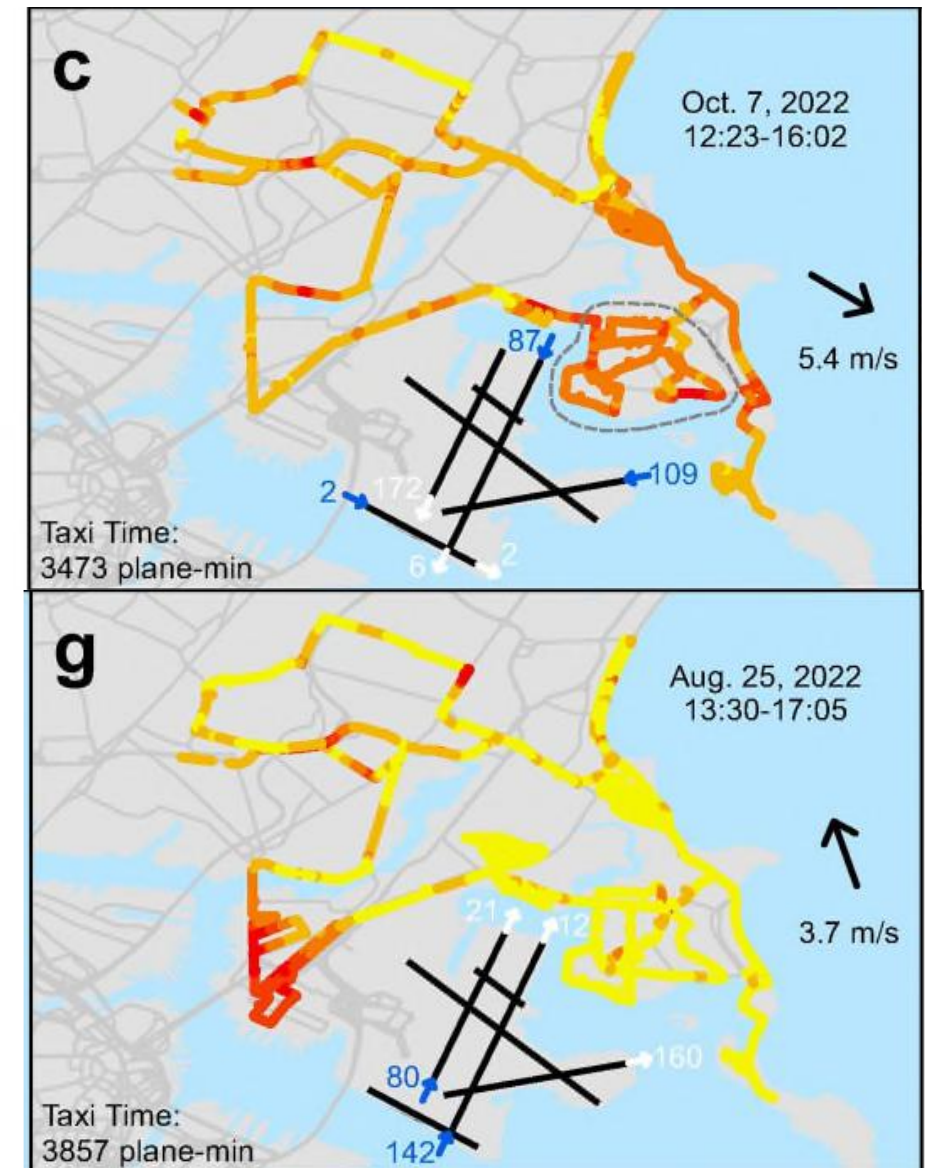 c
Oct. 7, 2022
12:23-16:02
5.4 m/s
87
109
172
2
6
2
Taxi Time:
3473 plane-min
g
Aug. 25, 2022
13:30-17:05
3.7 m/s
21
12
160
80
142
Taxi Time:
3857 plane-min